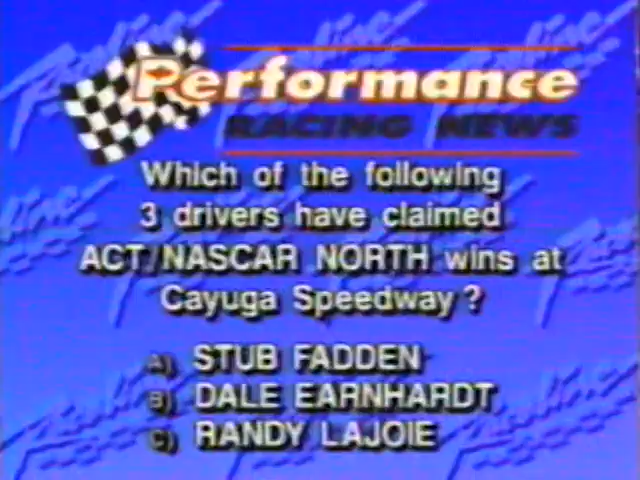 Performance
RACING NEWS
Which of the following
3 drivers have claimed
ACT/NASCAR NORTH wins at
Cayuga Speedway?
A) STUB FADDEN
B) DALE EARNHARDT
C) RANDY LAJOIE